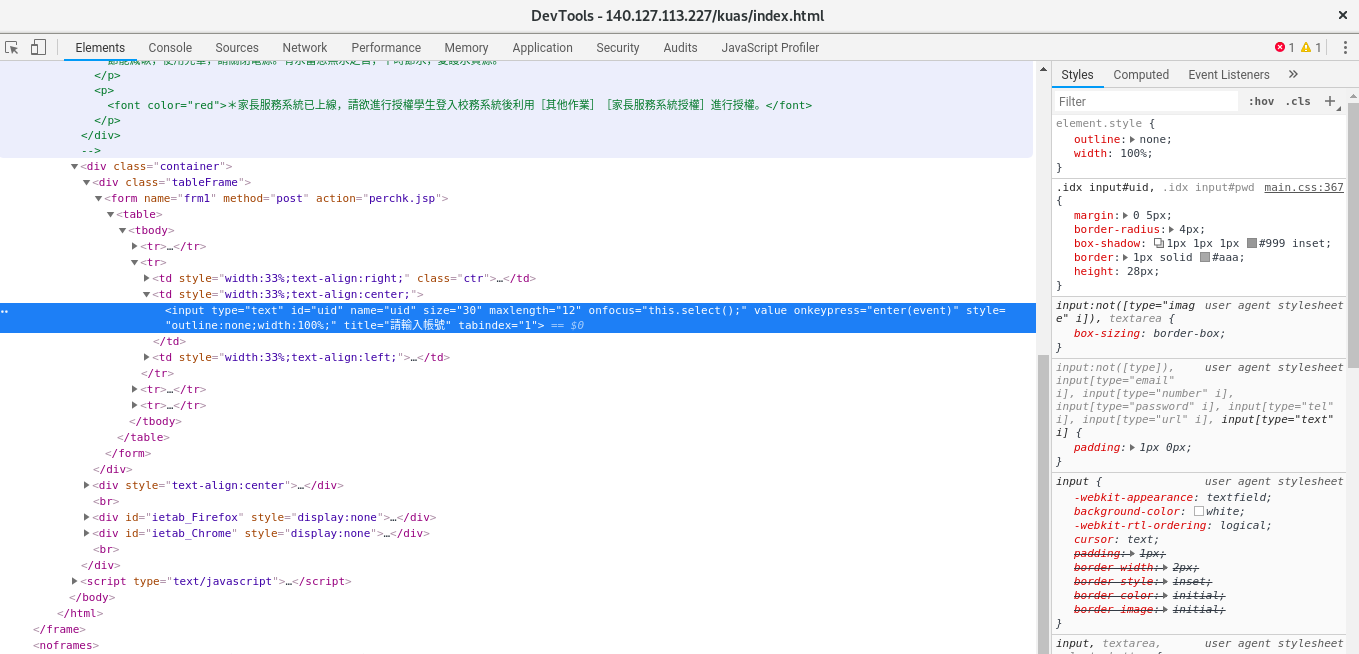 DevTools - 140.127.113.227/kuas/index.html
Elements Console Sources Network Performance Memory Application Security Audits JavaScript Profiler 1 1
</p>
<p>
<font color="red">＊家長服務系統已上線，請欲進行授權學生登入校務系統後利用［其他作業］［家長服務系統授權］進行授權。</font>
</p>
</div>
-->
<div class="container">
<div class="tableFrame">
<form name="frm1" method="post" action="perchk.jsp">
<table>
<tbody>
<tr>…</tr>
<tr>
<td style="width:33%;text-align:right;" class="ctr">…</td>
<td style="width:33%;text-align:center;">
<input type="text" id="uid" name="uid" size="30" maxlength="12" onfocus="this.select();" value onkeypress="enter(event)" style=
"outline:none;width:100%;" title="請輸入帳號" tabindex="1"> == $0
</td>
<td style="width:33%;text-align:left;">…</td>
</tr>
<tr>…</tr>
<tr>…</tr>
</tbody>
</table>
</form>
</div>
<div style="text-align:center">…</div>
<br>
<div id="ietab_Firefox" style="display:none">…</div>
<div id="ietab_Chrome" style="display:none">…</div>
<br>
</div>
<script type="text/javascript">…</script>
</body>
</html>
</frame>
<noframes>
Styles Computed Event Listeners »
Filter :hov .cls +
element.style {
outline: none;
width: 100%;
}
.idx input#uid, .idx input#pwd main.css:367
{
margin: 0 5px;
border-radius: 4px;
box-shadow: 1px 1px 1px #999 inset;
border: 1px solid #aaa;
height: 28px;
}
input:not([type="imag user agent stylesheet
e" i]), textarea {
box-sizing: border-box;
}
input:not([type]), user agent stylesheet
input[type="email"
i], input[type="number" i],
input[type="password" i], input[type="tel"
i], input[type="url" i], input[type="text"
i] {
padding: 1px 0px;
}
input { user agent stylesheet
-webkit-appearance: textfield;
background-color: white;
-webkit-rtl-ordering: logical;
cursor: text;
padding: 1px;
border-width: 2px;
border-style: inset;
border-color: initial;
border-image: initial;
}
input, textarea, user agent stylesheet